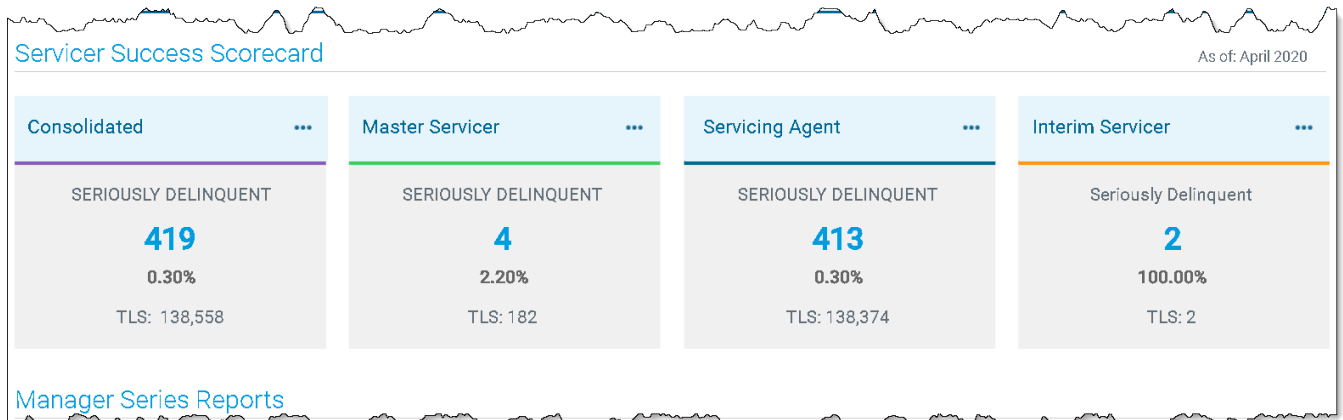 Servicer Success Scorecard
As of: April 2020
Consolidated
SERIOUSLY DELINQUENT
419
0.30%
TLS: 138,558
Master Servicer
SERIOUSLY DELINQUENT
4
2.20%
TLS: 182
Servicing Agent
SERIOUSLY DELINQUENT
413
0.30%
TLS: 138,374
Interim Servicer
Seriously Delinquent
2
100.00%
TLS: 2
Manager Series Reports